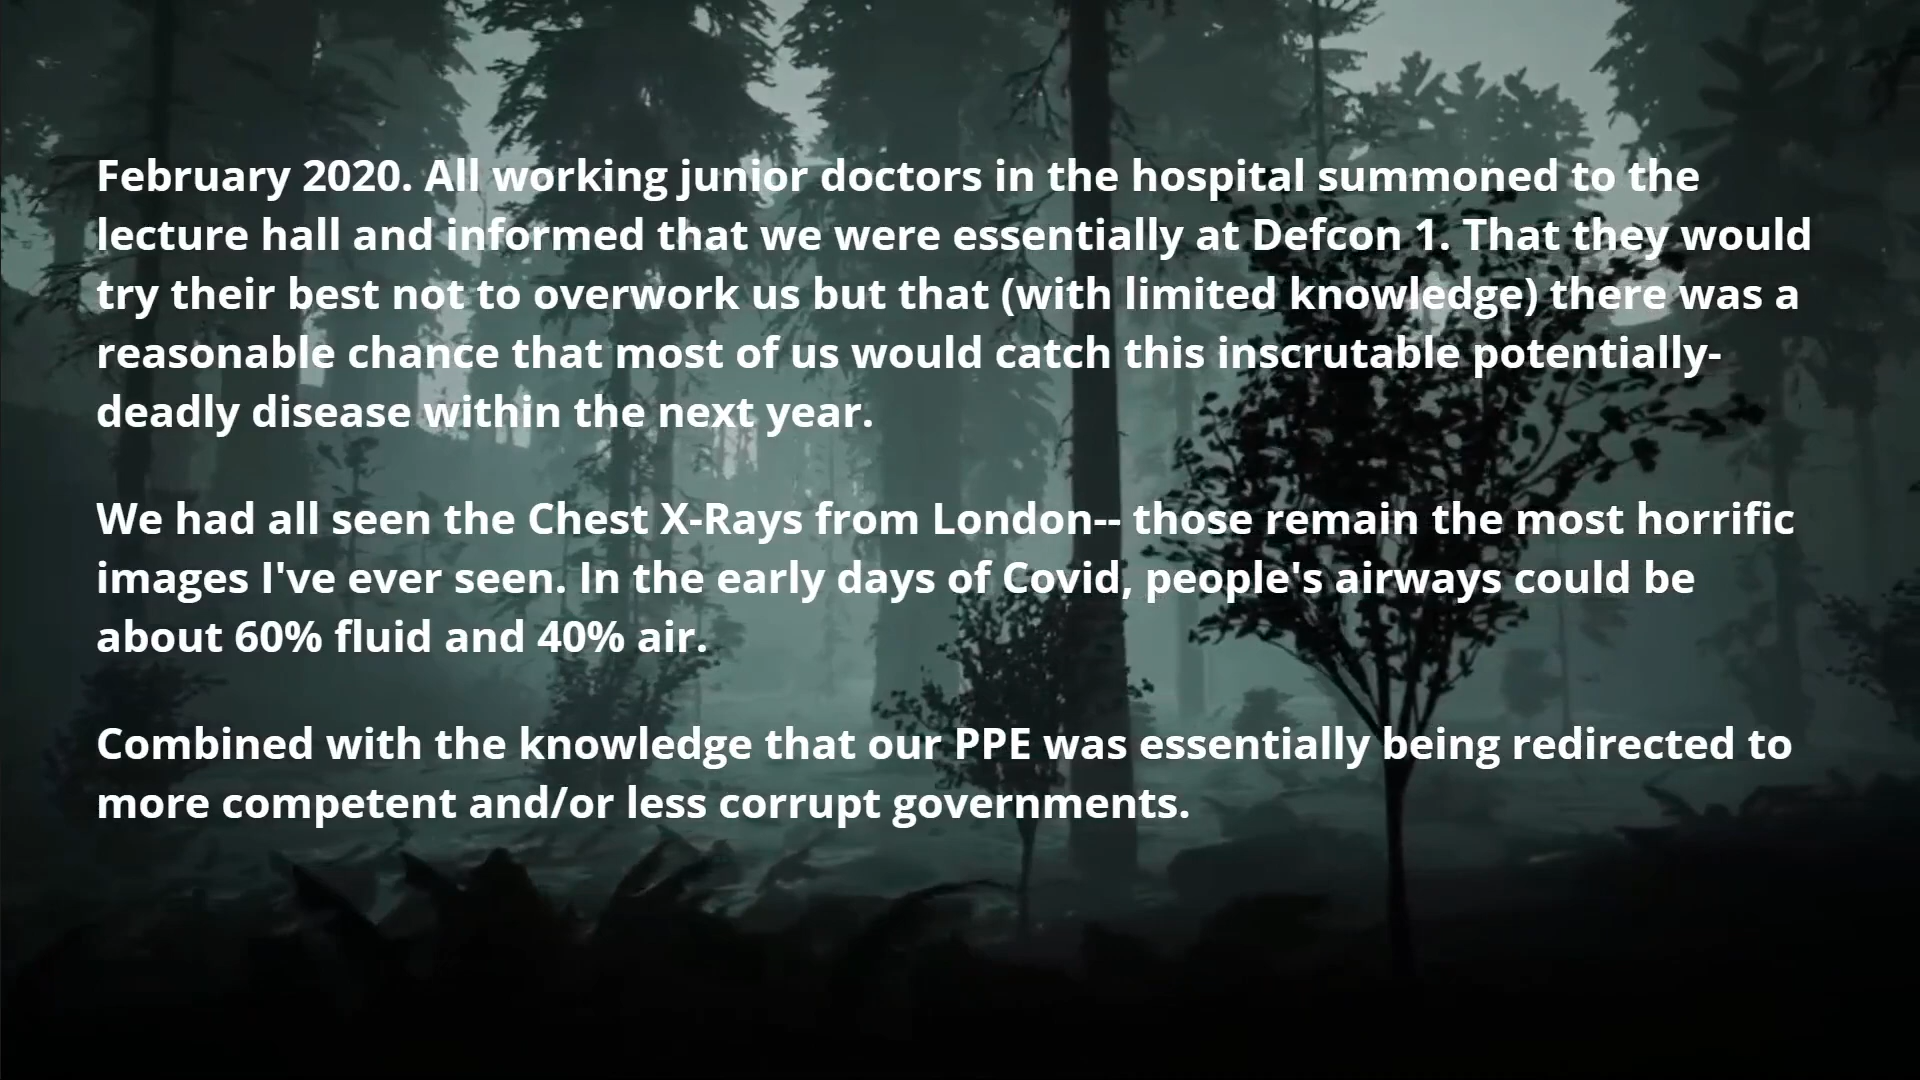 February 2020. All working junior doctors in the hospital summoned to the
lecture hall and informed that we were essentially at Defcon 1. That they would
try their best not to overwork us but that (with limited knowledge) there was a
reasonable chance that most of us would catch this inscrutable potentially-
deadly disease within the next year.
We had all seen the Chest X-Rays from London-- those remain the most horrific
images I've ever seen. In the early days of Covid, people's airways could be
about 60% fluid and 40% air.
Combined with the knowledge that our PPE was essentially being redirected to
more competent and/or less corrupt governments.